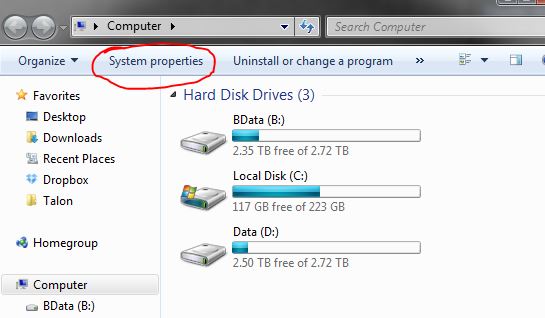 Computer
Search Computer
Organize System properties Uninstall or change a program »
Favorites
Desktop
Downloads
Recent Places
Dropbox
Talon
Homegroup
Computer
BData (B:)
Hard Disk Drives (3)
BData (B:)
2.35 TB free of 2.72 TB
Local Disk (C:)
117 GB free of 223 GB
Data (D:)
2.50 TB free of 2.72 TB